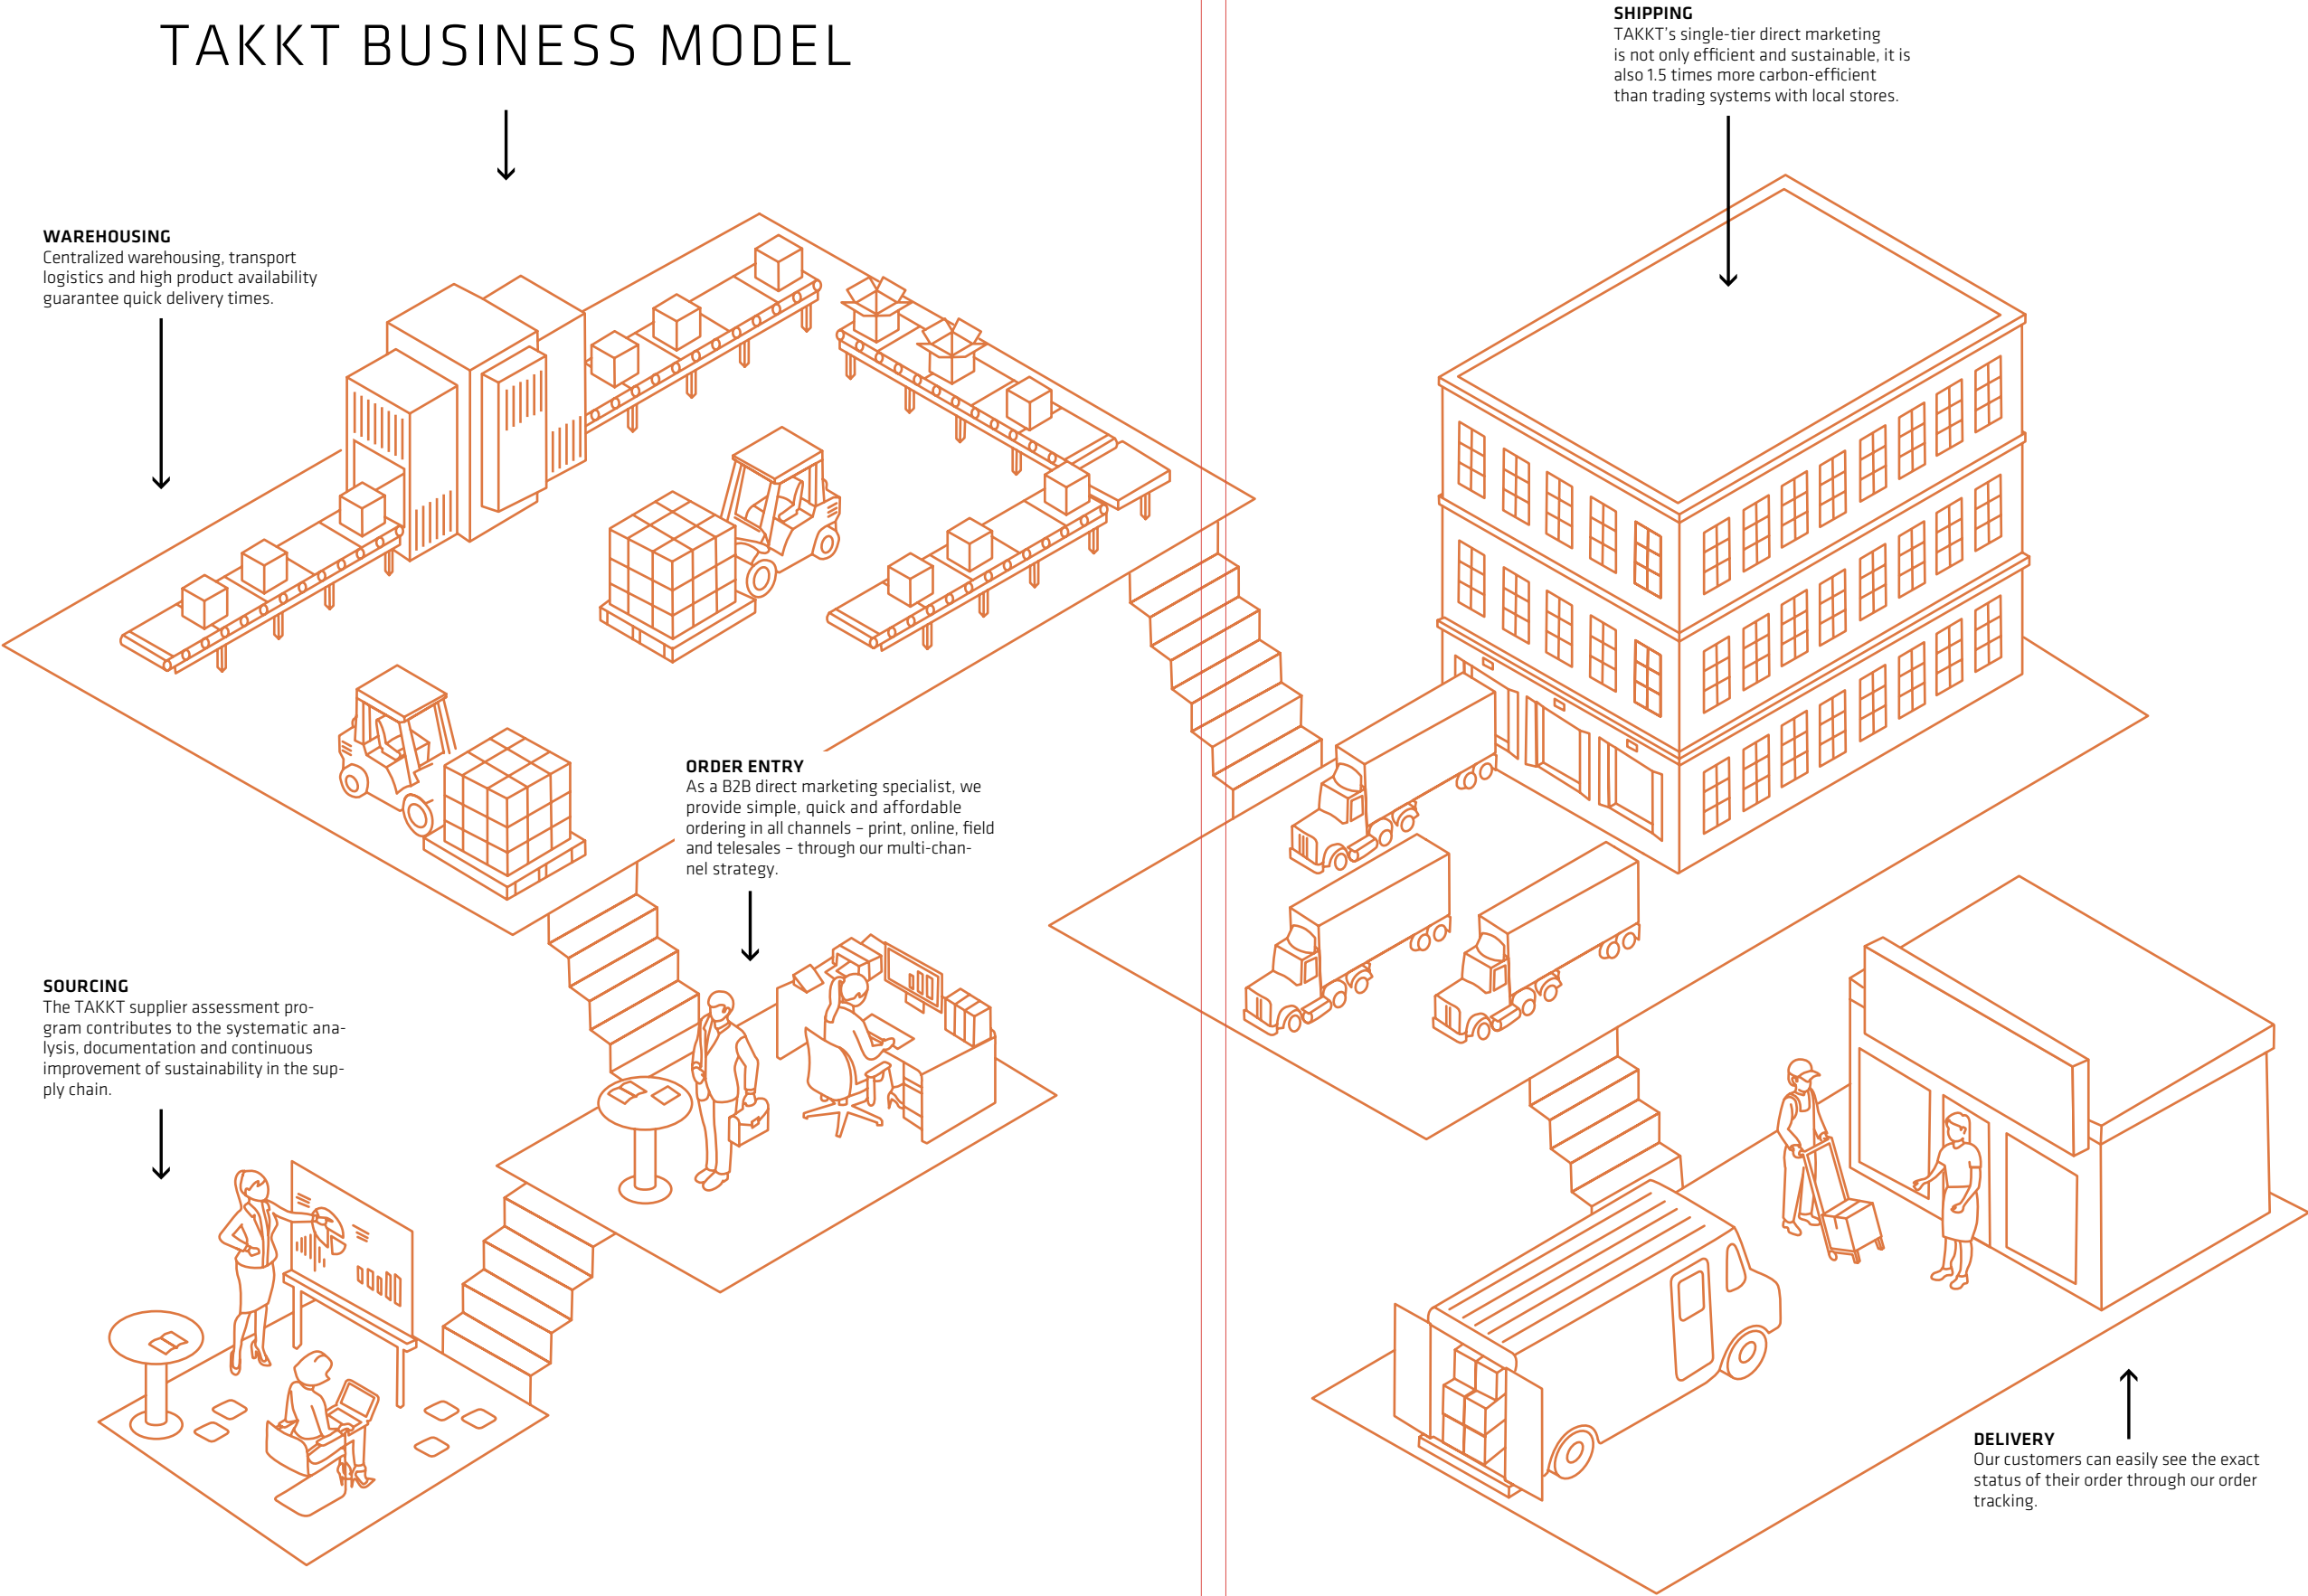 TAKKT BUSINESS MODEL
WAREHOUSING
Centralized warehousing, transport
logistics and high product availability
guarantee quick delivery times.
ORDER ENTRY
As a B2B direct marketing specialist, we
provide simple, quick and affordable
ordering in all channels – print, online, field
and telesales – through our multi-chan-
nel strategy.
SOURCING
The TAKKT supplier assessment pro-
gram contributes to the systematic ana-
lysis, documentation and continuous
improvement of sustainability in the sup-
ply chain.
SHIPPING
TAKKT's single-tier direct marketing
is not only efficient and sustainable, it is
also 1.5 times more carbon-efficient
than trading systems with local stores.
DELIVERY
Our customers can easily see the exact
status of their order through our order
tracking.